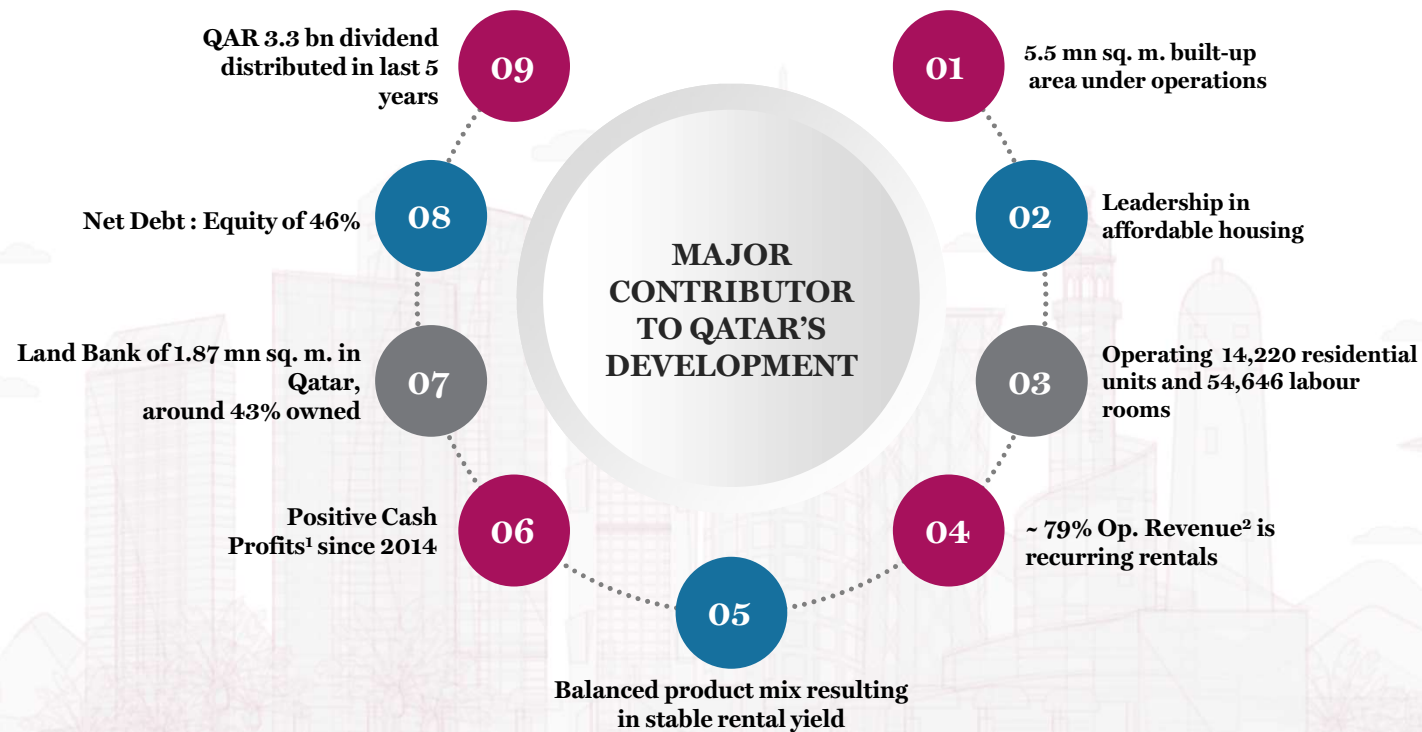 MAJOR
CONTRIBUTOR
TO QATAR’S
DEVELOPMENT
01
5.5 mn sq. m. built-up
area under operations
02
Leadership in
affordable housing
03
Operating 14,220 residential
units and 54,646 labour
rooms
04
~ 79% Op. Revenue² is
recurring rentals
05
Balanced product mix resulting
in stable rental yield
06
Positive Cash
Profits¹ since 2014
07
Land Bank of 1.87 mn sq. m. in
Qatar,
around 43% owned
08
Net Debt : Equity of 46%
09
QAR 3.3 bn dividend
distributed in last 5
years